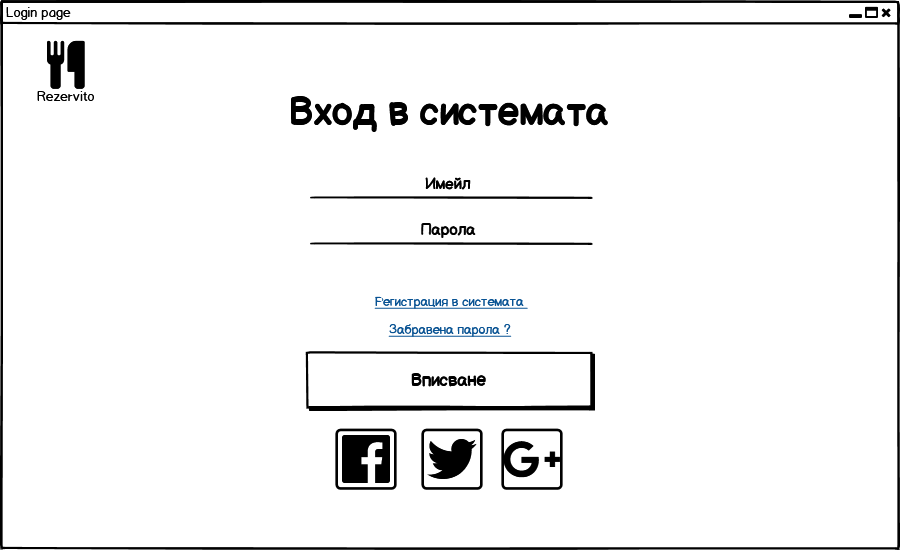 Login page
Rezervito
Вход в системата
Имейл
Парола
Регистрация в системата
Забравена парола ?
Вписване
G+